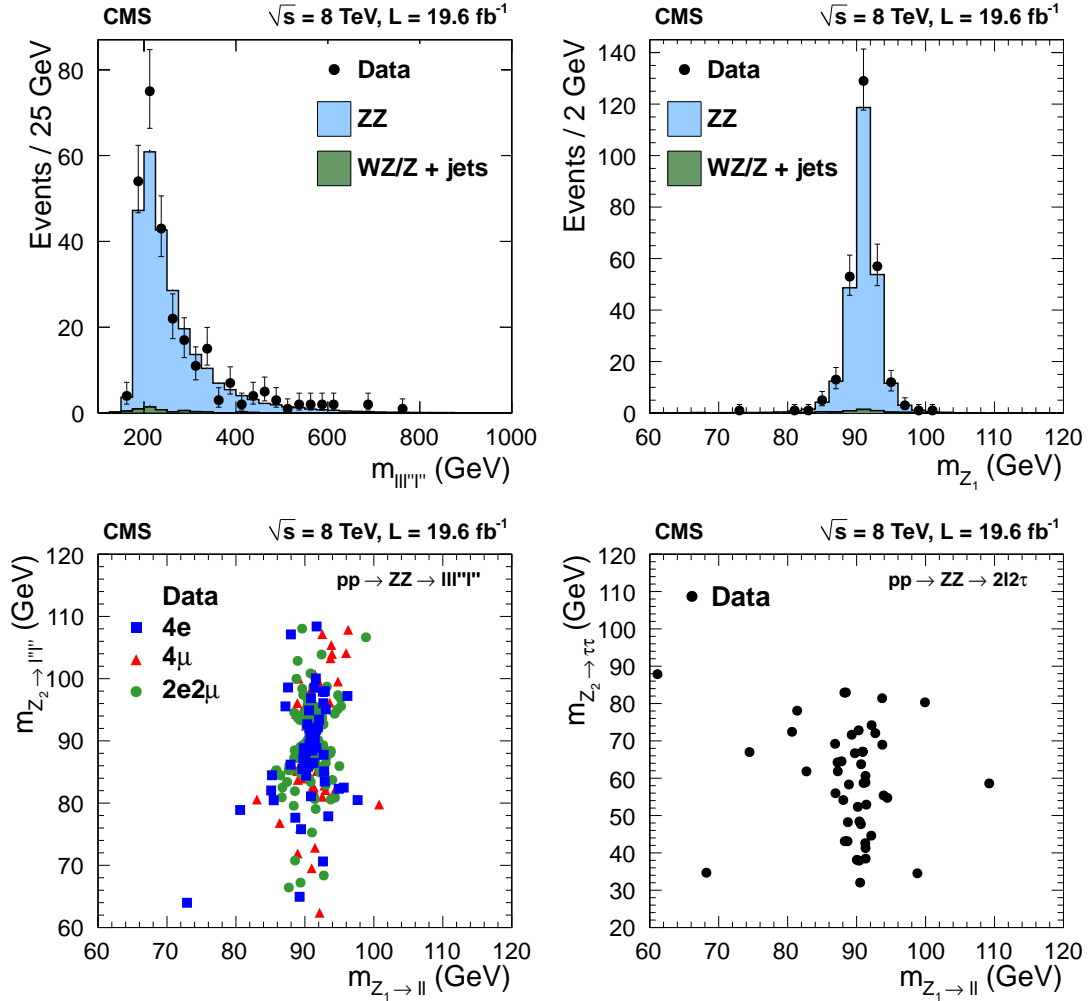 CMS √s = 8 TeV, L = 19.6 fb⁻¹
Events / 25 GeV
80
60
40
20
0
Data
ZZ
WZ/Z + jets
200 400 600 800 1000
m_lll"l" (GeV)
CMS √s = 8 TeV, L = 19.6 fb⁻¹
Events / 2 GeV
140
120
100
80
60
40
20
0
Data
ZZ
WZ/Z + jets
60 70 80 90 100 110 120
m_Z₁ (GeV)
CMS √s = 8 TeV, L = 19.6 fb⁻¹
m_Z₂ → l"l" (GeV)
120
110
100
90
80
70
60
pp → ZZ → lll"l"
Data
4e
4μ
2e2μ
60 70 80 90 100 110 120
m_Z₁ → ll (GeV)
CMS √s = 8 TeV, L = 19.6 fb⁻¹
m_Z₂ → ττ (GeV)
120
110
100
90
80
70
60
50
40
30
20
pp → ZZ → 2l2τ
Data
60 70 80 90 100 110 120
m_Z₁ → ll (GeV)